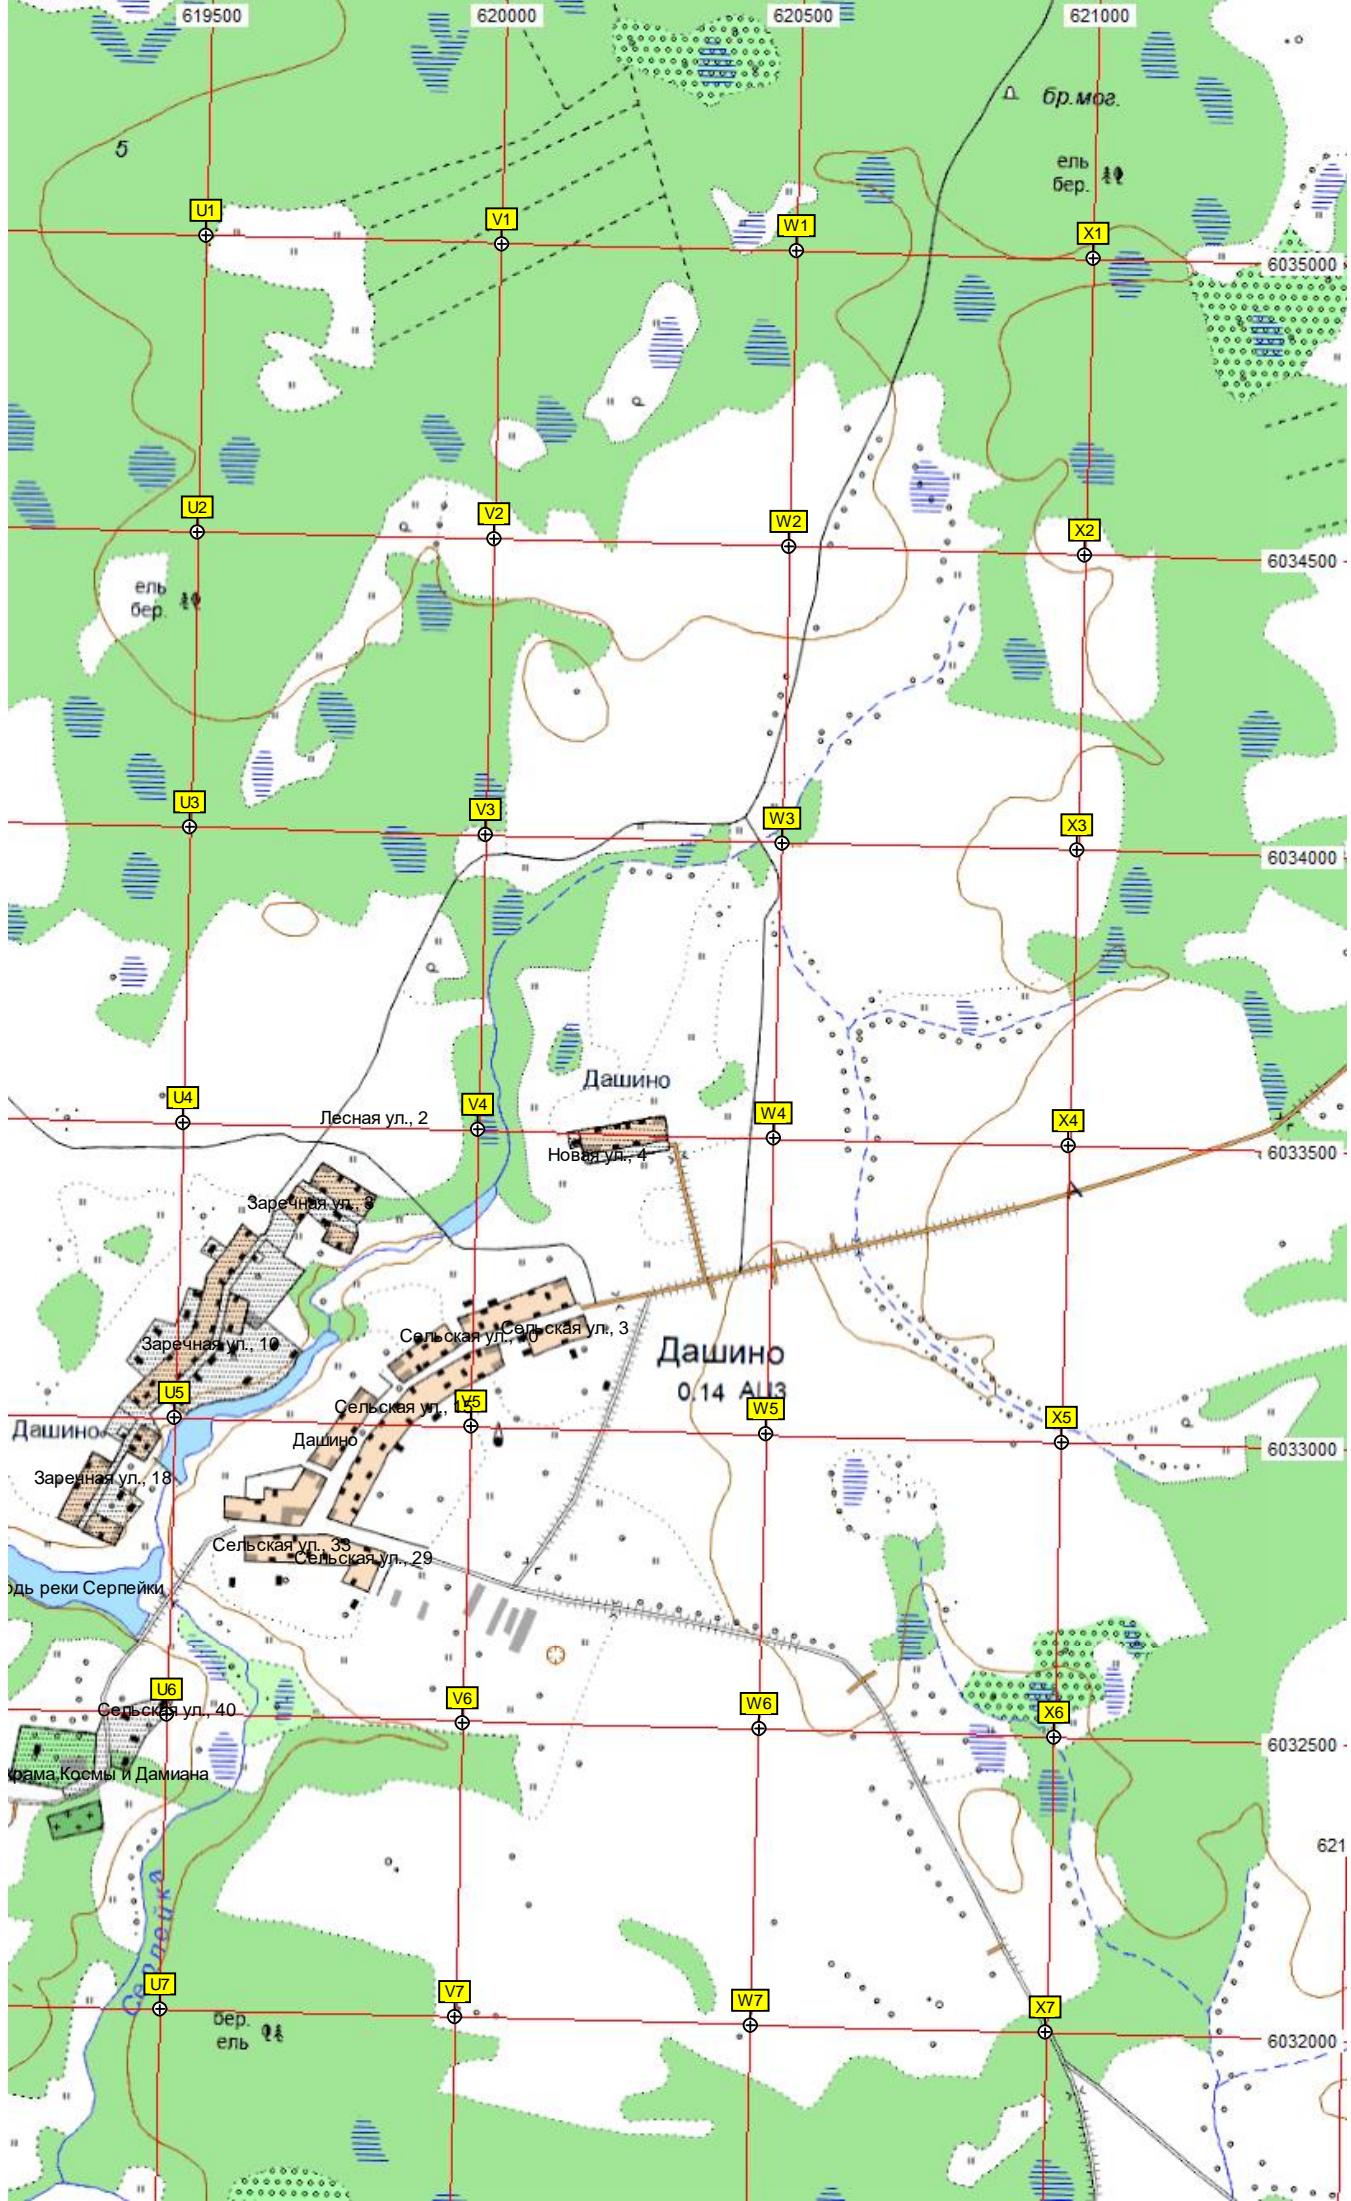 619500 620000 620500 621000
бр.мог.
5
ель
бер.
U1 V1 W1 X1
6035000
U2 V2 W2 X2
6034500
ель
бер.
U3 V3 W3 X3
6034000
Дашино
U4 V4 W4 X4
Лесная ул., 2
Новая ул., 4
6033500
Заречная ул., 8
Сельская ул., 3
Заречная ул., 10
Дашино
0.14
U5 V5 W5 X5
Сельская ул., 15
Дашино
Дашино
6033000
Заречная ул., 18
Сельская ул., 33
Сельская ул., 29
одь реки Серпейки
U6 V6 W6 X6
Сельская ул., 40
6032500
храма Космы и Дамиана
621
Серпейка
U7 V7 W7 X7
бер.
ель
6032000